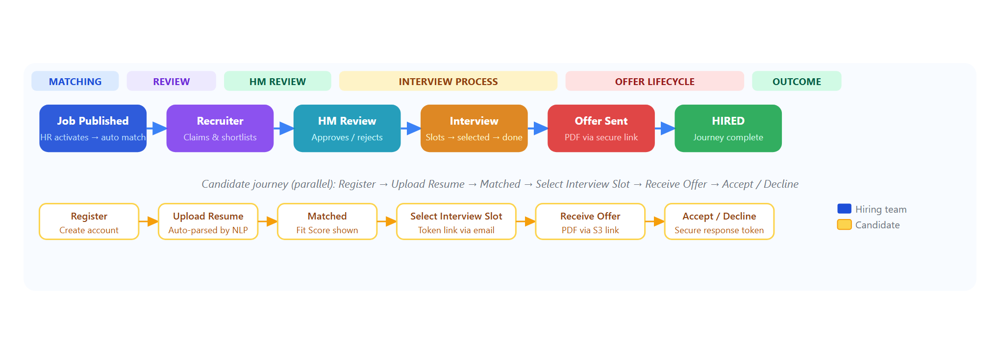 MATCHING
REVIEW
HM REVIEW
INTERVIEW PROCESS
OFFER LIFECYCLE
OUTCOME
Job Published
HR activates → auto match
Recruiter
Claims & shortlists
HM Review
Approves / rejects
Interview
Slots → selected → done
Offer Sent
PDF via secure link
HIRED
Journey complete
Candidate journey (parallel): Register → Upload Resume → Matched → Select Interview Slot → Receive Offer → Accept / Decline
Register
Create account
Upload Resume
Auto-parsed by NLP
Matched
Fit Score shown
Select Interview Slot
Token link via email
Receive Offer
PDF via S3 link
Accept / Decline
Secure response token
Hiring team
Candidate